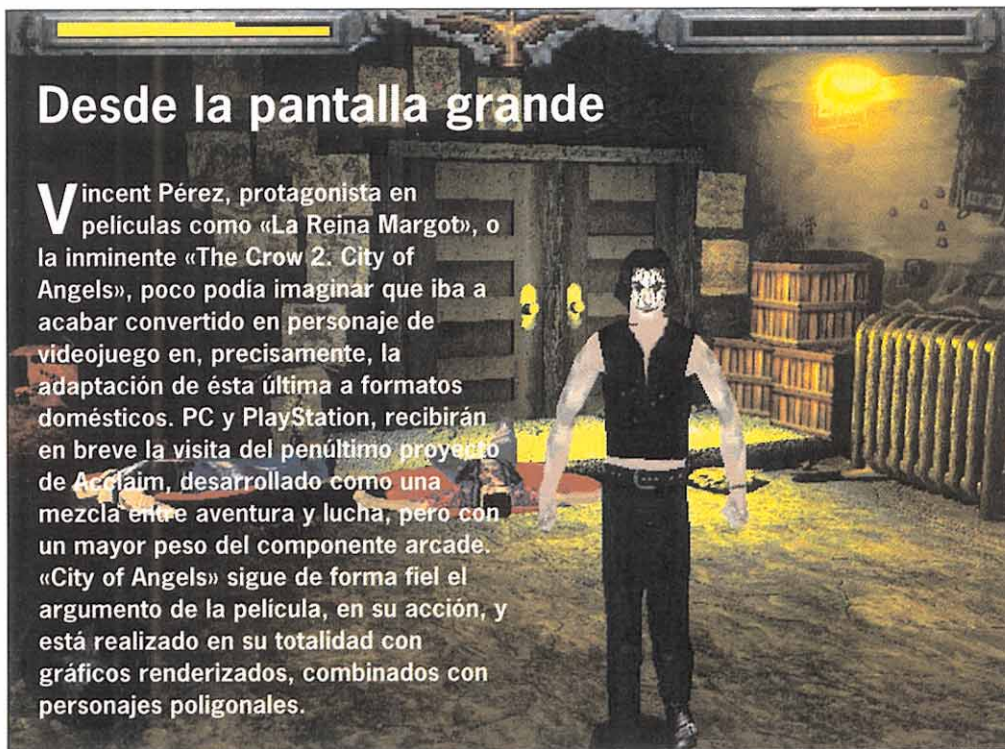 Desde la pantalla grande
Vincent Pérez, protagonista en
películas como «La Reina Margot», o
la inminente «The Crow 2. City of
Angels», poco podía imaginar que iba a
acabar convertido en personaje de
videojuego en, precisamente, la
adaptación de ésta última a formatos
domésticos. PC y PlayStation, recibirán
en breve la visita del penúltimo proyecto
de Acclaim, desarrollado como una
mezcla entre aventura y lucha, pero con
un mayor peso del componente arcade.
«City of Angels» sigue de forma fiel el
argumento de la película, en su acción, y
está realizado en su totalidad con
gráficos renderizados, combinados con
personajes poligonales.